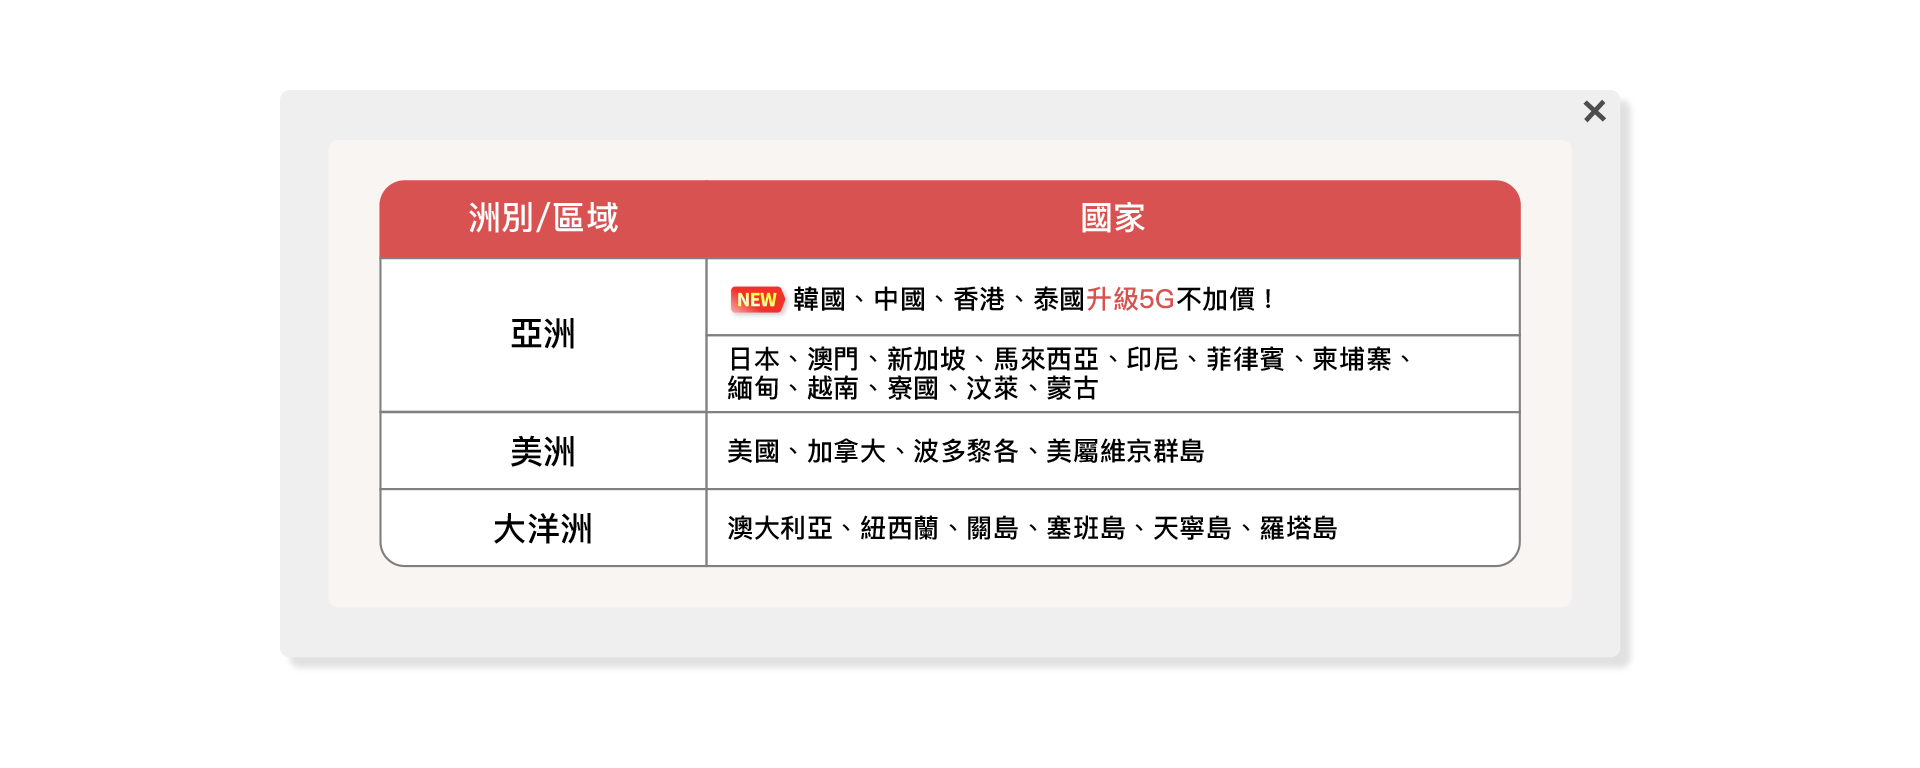 洲別/區域
國家
亞洲
NEW 韓國、中國、香港、泰國升級5G不加價！
日本、澳門、新加坡、馬來西亞、印尼、菲律賓、柬埔寨、
緬甸、越南、寮國、汶萊、蒙古
美洲
美國、加拿大、波多黎各、美屬維京群島
大洋洲
澳大利亞、紐西蘭、關島、塞班島、天寧島、羅塔島